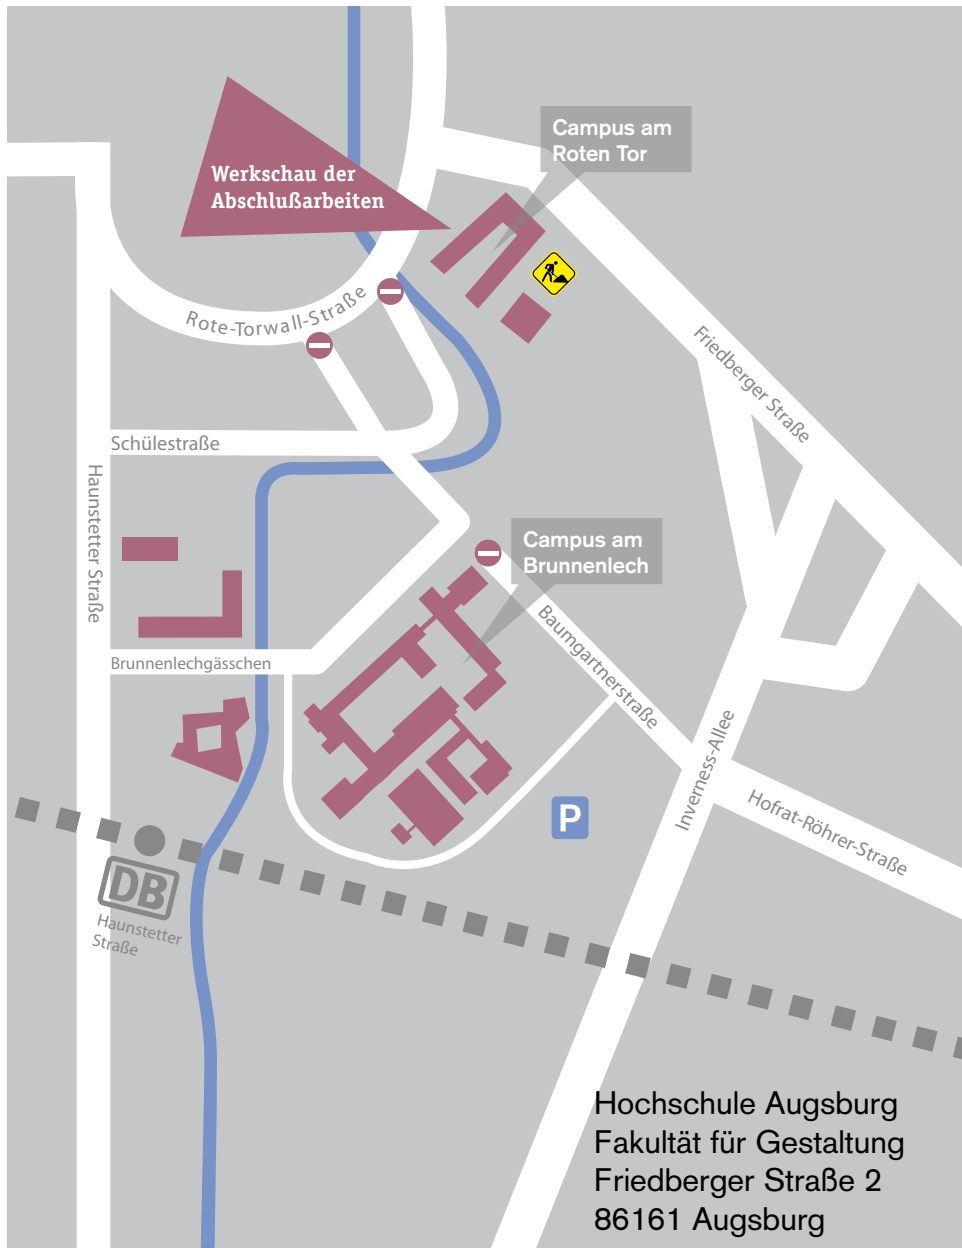 Campus am
Roten Tor
Werkschau der
Abschlußarbeiten
Rote-Torwall-Straße
Friedberger Straße
Schülestraße
Haunstetter Straße
Campus am
Brunnenlech
Baumgartnerstraße
Brunnenlechgässchen
Inverness-Allee
P
Hofrat-Röhrer-Straße
DB
Haunstetter
Straße
Hochschule Augsburg
Fakultät für Gestaltung
Friedberger Straße 2
86161 Augsburg